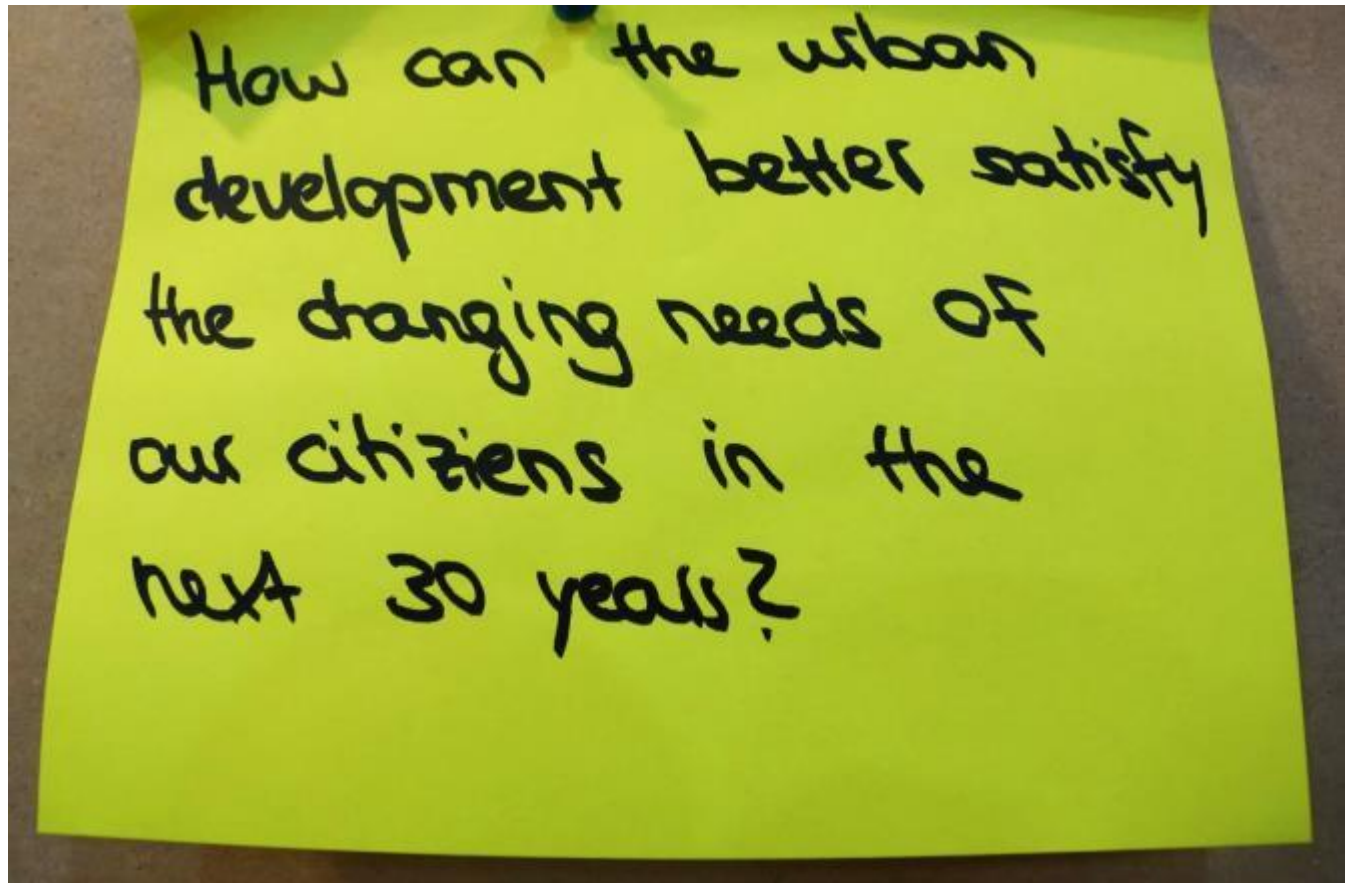 How can the urban
development better satisfy
the changing needs of
our citiziens in the
next 30 years?